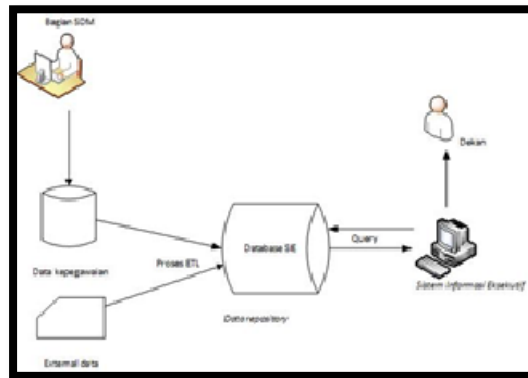 Bagian SDM
Dekan
Database SIE
Query
Data kepegawaian
Proses ETL
Sistem Informasi Eksekutif
Data repository
External data